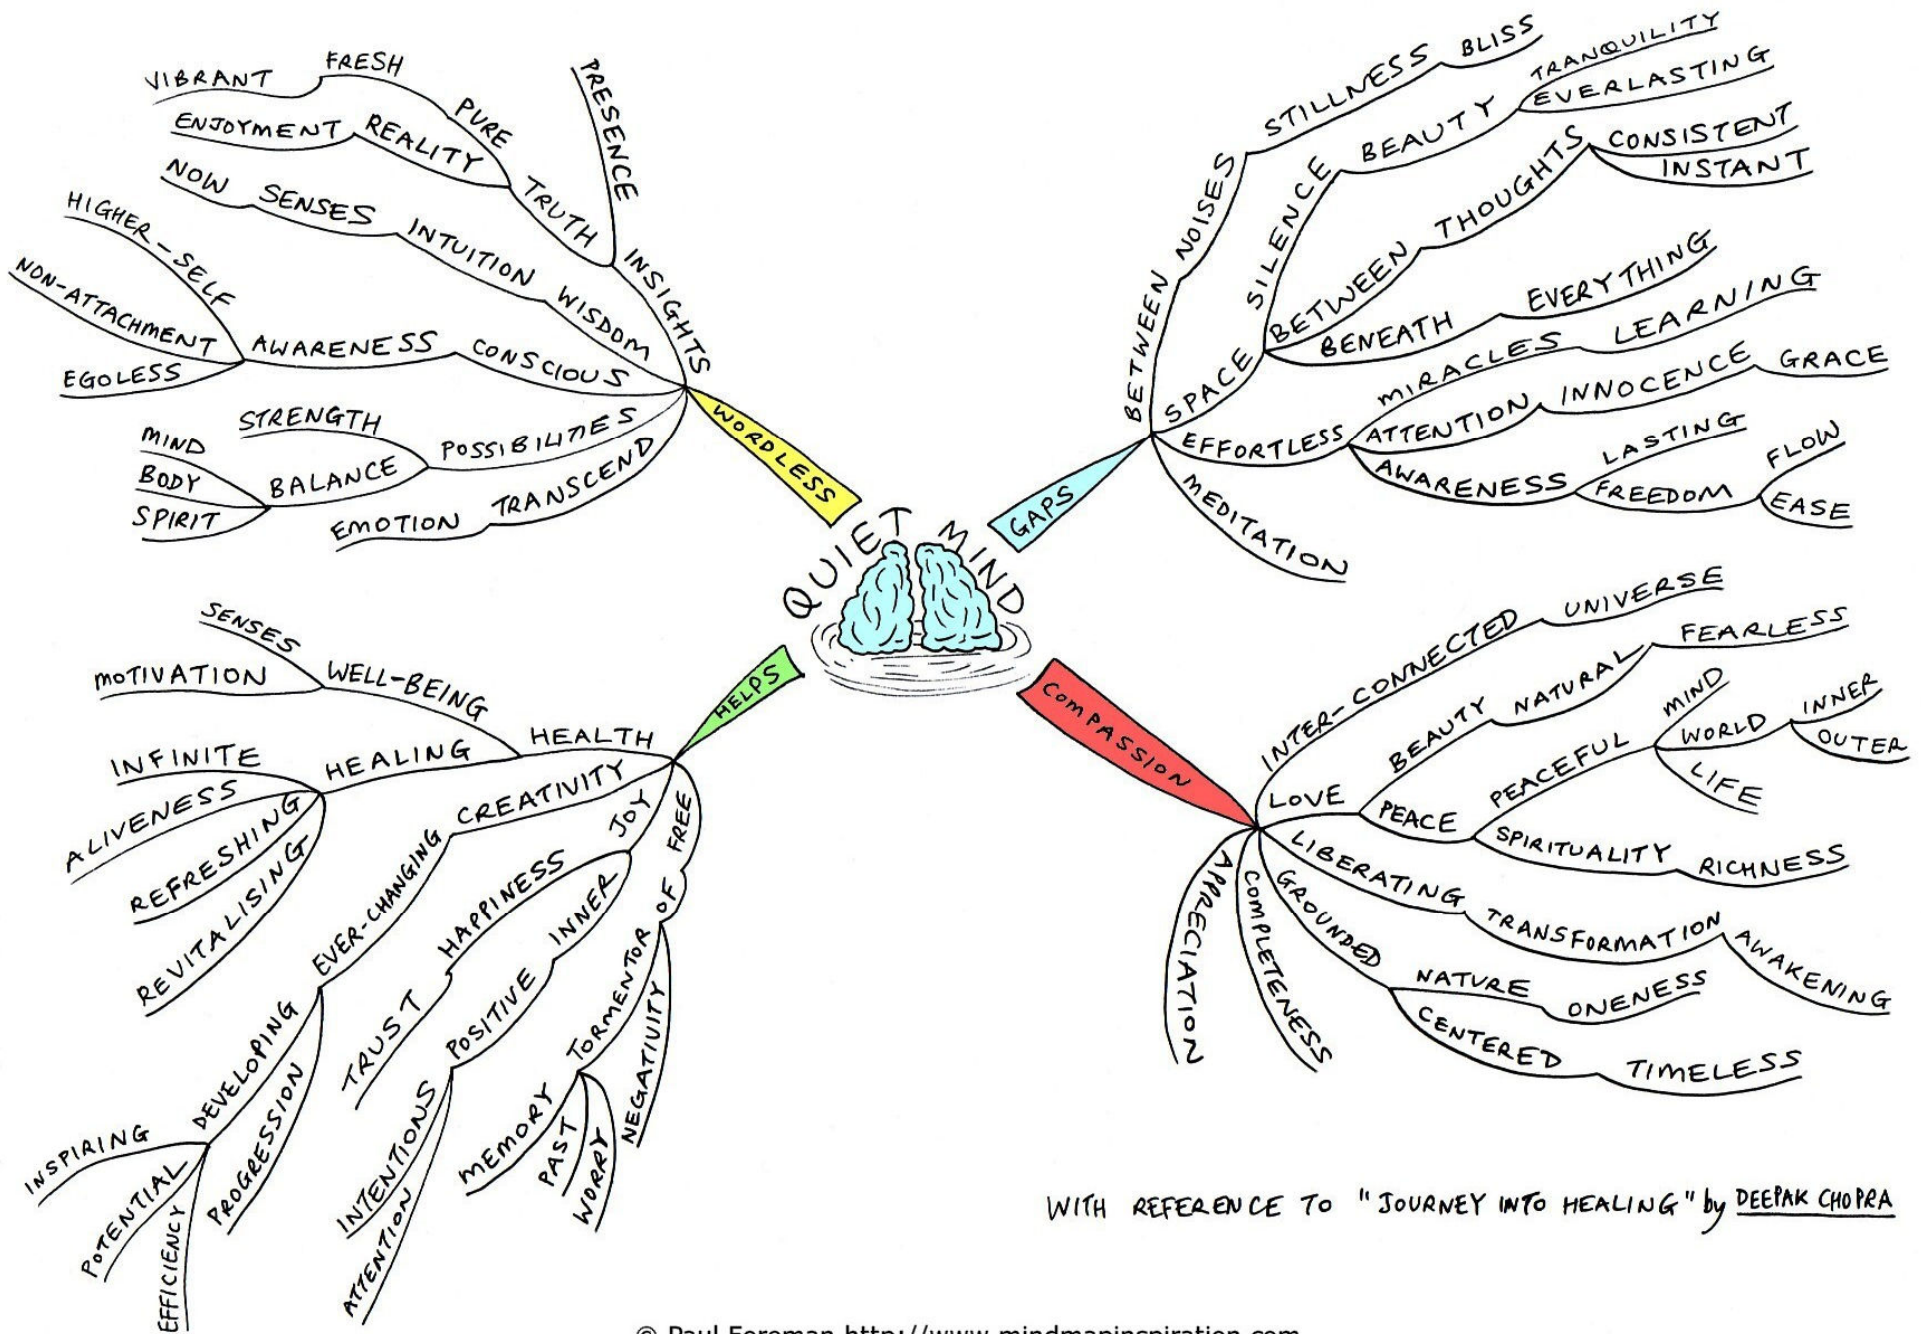 QUIET MIND
WORDLESS
INSIGHTS
PRESENCE
TRUTH
PURE
FRESH
VIBRANT
REALITY
ENJOYMENT
WISDOM
INTUITION
SENSES
NOW
CONSCIOUS
AWARENESS
HIGHER-SELF
NON-ATTACHMENT
EGOLESS
POSSIBILITIES
STRENGTH
BALANCE
MIND
BODY
SPIRIT
TRANSCEND
EMOTION
GAPS
BETWEEN
NOISES
STILLNESS
BLISS
SPACE
SILENCE
BEAUTY
TRANQUILITY
EVERLASTING
BETWEEN
THOUGHTS
CONSISTENT
INSTANT
BENEATH
EVERYTHING
EFFORTLESS
MIRACLES
LEARNING
ATTENTION
INNOCENCE
GRACE
AWARENESS
LASTING
FREEDOM
FLOW
EASE
MEDITATION
HELPS
HEALTH
WELL-BEING
SENSES
MOTIVATION
HEALING
INFINITE
ALIVENESS
REFRESHING
REVITALISING
CREATIVITY
EVER-CHANGING
DEVELOPING
INSPIRING
POTENTIAL
EFFICIENCY
PROGRESSION
JOY
HAPPINESS
TRUST
INNER
POSITIVE
INTENTIONS
ATTENTION
FREE
OF
TORMENTOR
MEMORY
PAST
WORRY
NEGATIVITY
COMPASSION
INTER-CONNECTED
UNIVERSE
LOVE
BEAUTY
NATURAL
FEARLESS
PEACE
PEACEFUL
MIND
WORLD
INNER
OUTER
LIFE
SPIRITUALITY
RICHNESS
LIBERATING
TRANSFORMATION
AWAKENING
GROUNDED
NATURE
ONENESS
CENTERED
TIMELESS
COMPLETENESS
APPRECIATION
WITH REFERENCE TO "JOURNEY INTO HEALING" by DEEPAK CHOPRA
© Paul Foreman http://www.mindmapinspiration.com